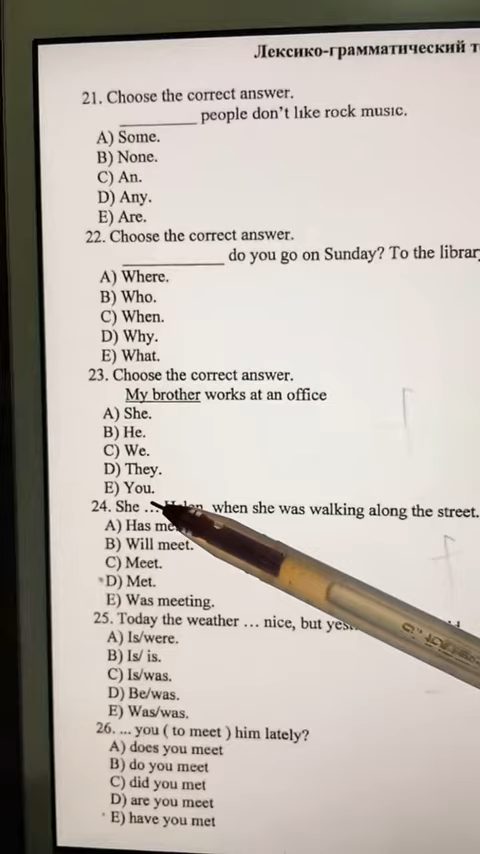 Лексико-грамматический
21. Choose the correct answer.
__________ people don't like rock music.
A) Some.
B) None.
C) An.
D) Any.
E) Are.
22. Choose the correct answer.
____________ do you go on Sunday? To the library
A) Where.
B) Who.
C) When.
D) Why.
E) What.
23. Choose the correct answer.
My brother works at an office
A) She.
B) He.
C) We.
D) They.
E) You.
24. She … Helen, when she was walking along the street.
A) Has
B) Will meet.
C) Meet.
D) Met.
E) Was meeting.
25. Today the weather … nice, but
A) Is/were.
B) Is/ is.
C) Is/was.
D) Be/was.
E) Was/was.
26. ... you ( to meet ) him lately?
A) does you meet
B) do you meet
C) did you met
D) are you meet
E) have you met